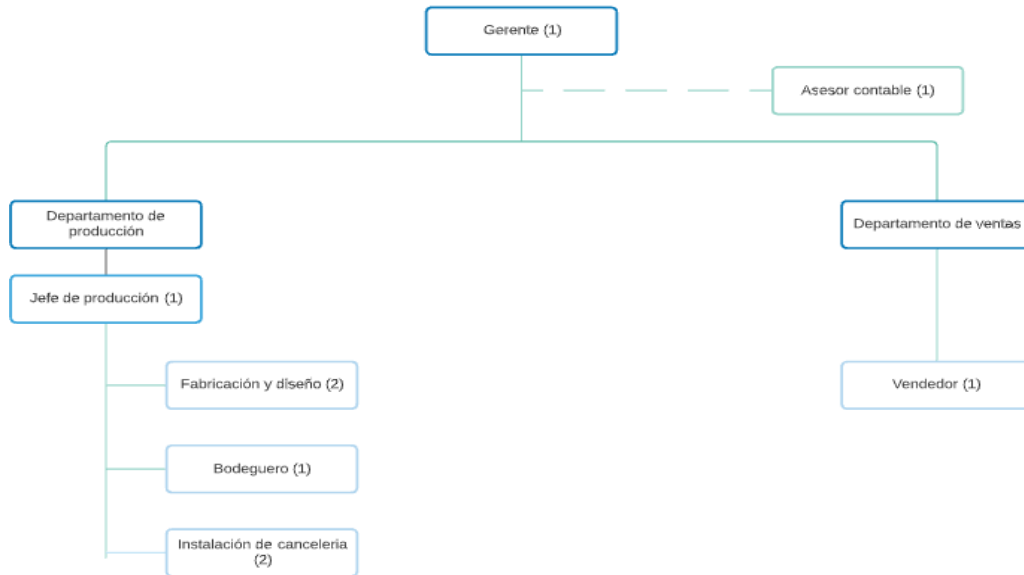 Gerente (1)
Asesor contable (1)
Departamento de
producción
Departamento de ventas
Jefe de producción (1)
Fabricación y diseño (2)
Vendedor (1)
Bodeguero (1)
Instalación de canceleria
(2)